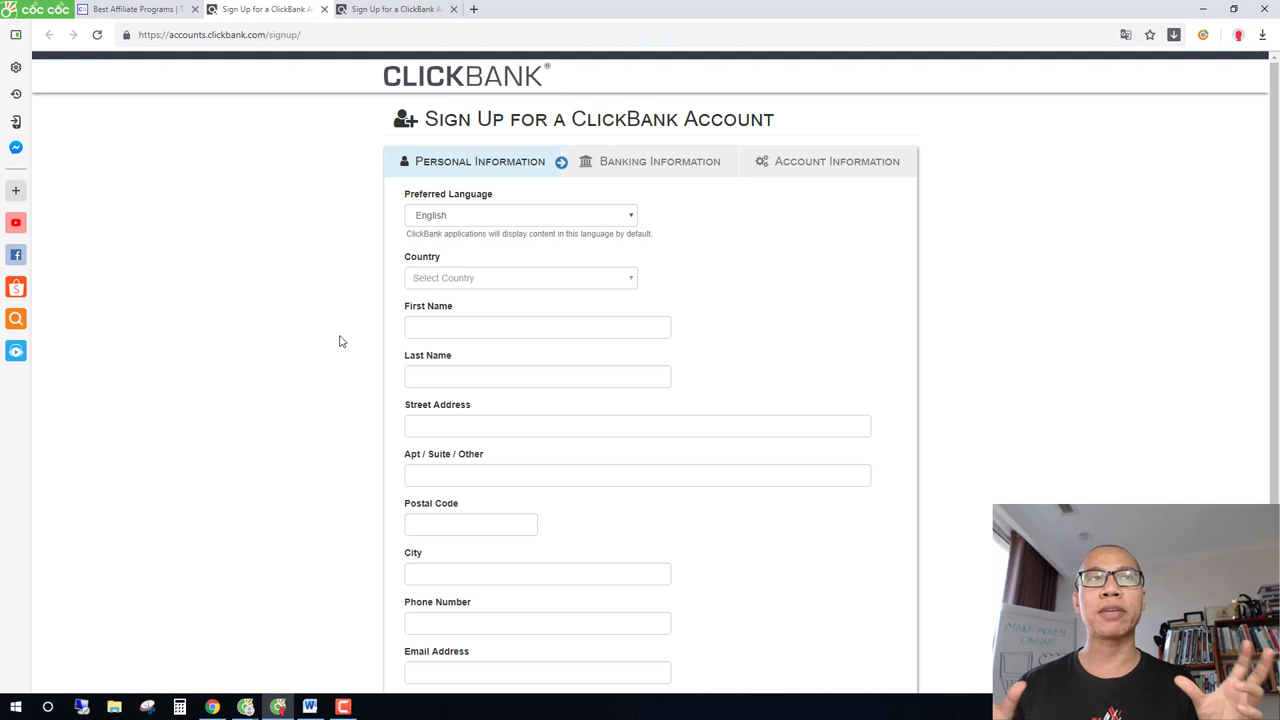 cốc cốc
Best Affiliate Programs | T
Sign Up for a ClickBank A
Sign Up for a ClickBank A
https://accounts.clickbank.com/signup/
CLICKBANK®
Sign Up for a ClickBank Account
Personal Information
Banking Information
Account Information
Preferred Language
English
ClickBank applications will display content in this language by default.
Country
Select Country
First Name
Last Name
Street Address
Apt / Suite / Other
Postal Code
City
Phone Number
Email Address
MAKE MONEY
ONLINE